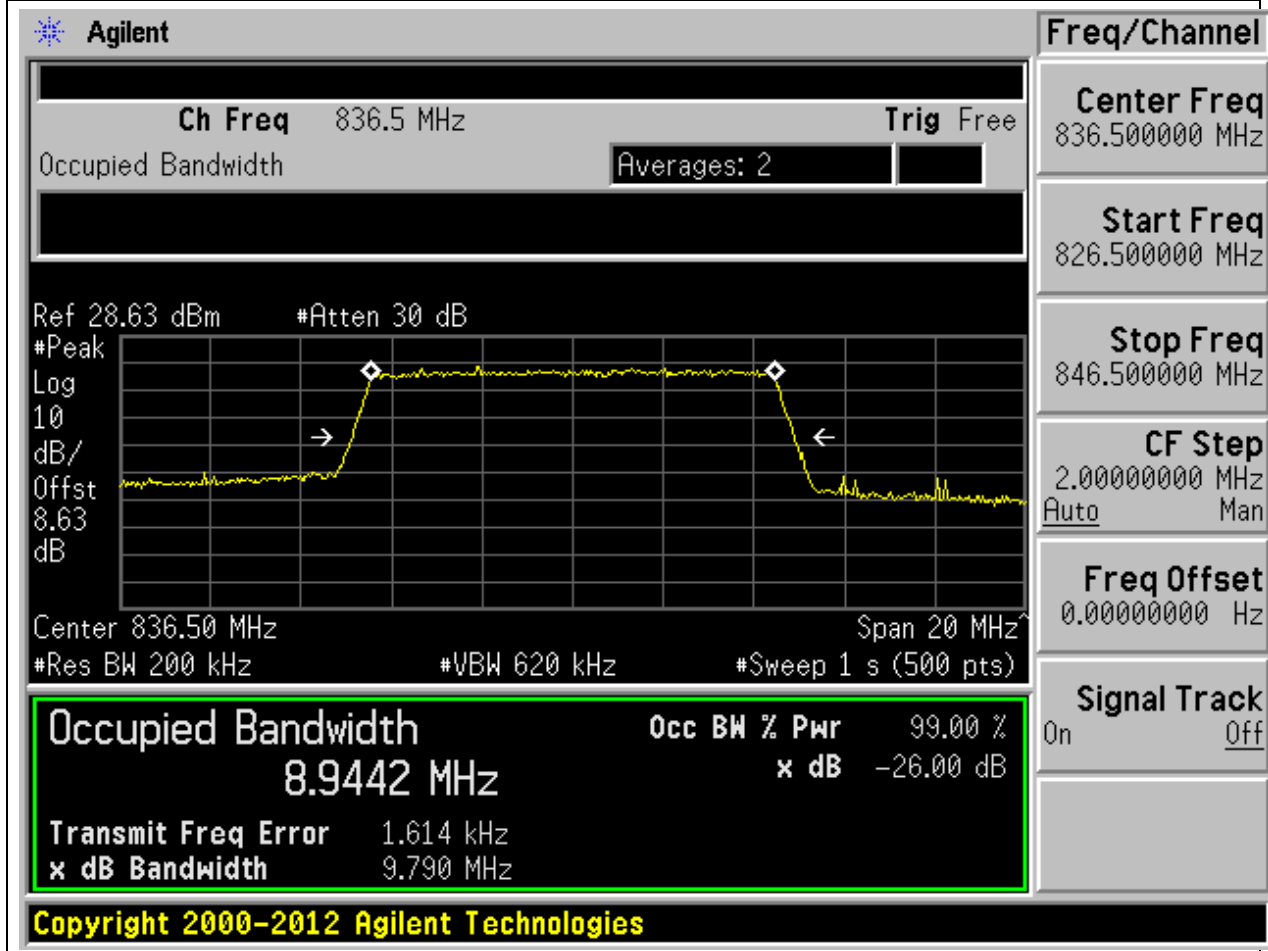 Agilent
Freq/Channel
Ch Freq 836.5 MHz Trig Free
Occupied Bandwidth Averages: 2
Center Freq
836.500000 MHz
Start Freq
826.500000 MHz
Stop Freq
846.500000 MHz
CF Step
2.00000000 MHz
Auto Man
Freq Offset
0.00000000 Hz
Signal Track
On Off
Ref 28.63 dBm #Atten 30 dB
#Peak
Log
10
dB/
Offst
8.63
dB
Center 836.50 MHz Span 20 MHz^
#Res BW 200 kHz #VBW 620 kHz #Sweep 1 s (500 pts)
Occupied Bandwidth Occ BW % Pwr 99.00 %
8.9442 MHz x dB -26.00 dB
Transmit Freq Error 1.614 kHz
x dB Bandwidth 9.790 MHz
Copyright 2000-2012 Agilent Technologies